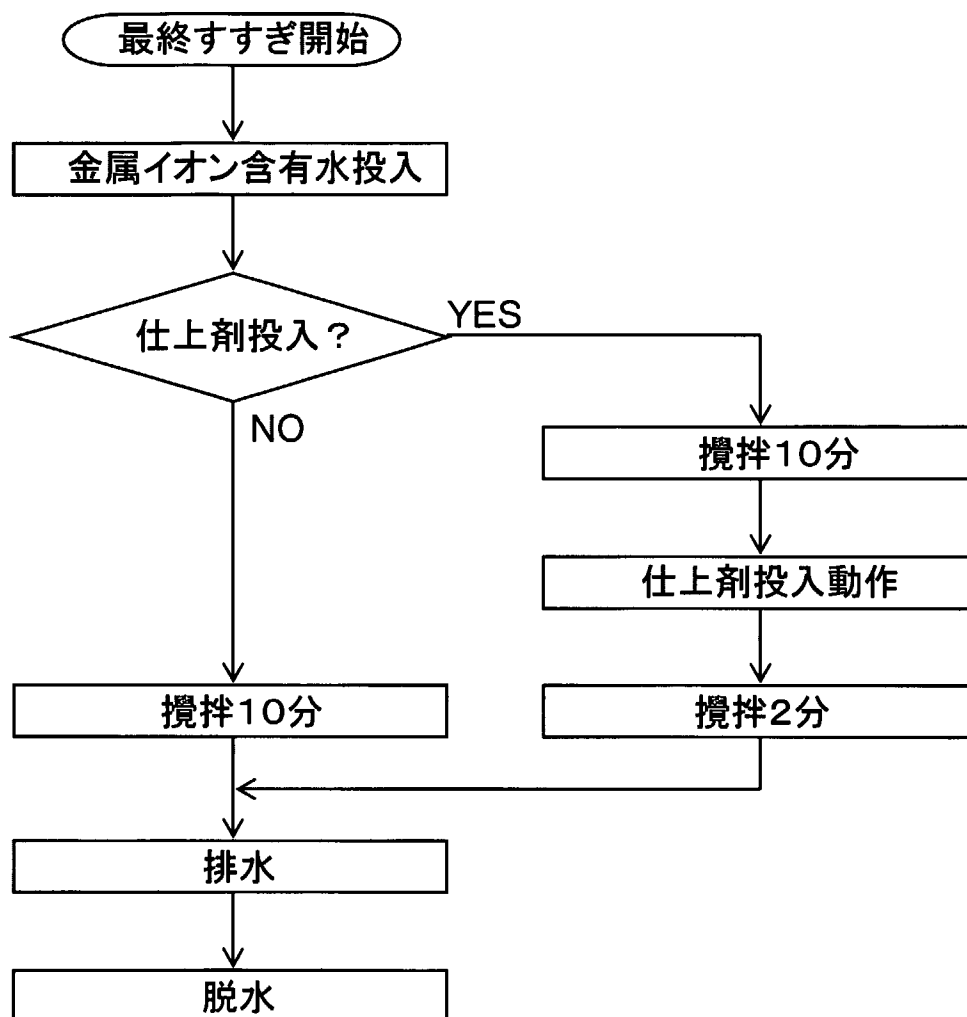 最終すすぎ開始
金属イオン含有水投入
仕上剤投入？
YES
NO
攪拌１０分
仕上剤投入動作
攪拌１０分
攪拌２分
排水
脱水